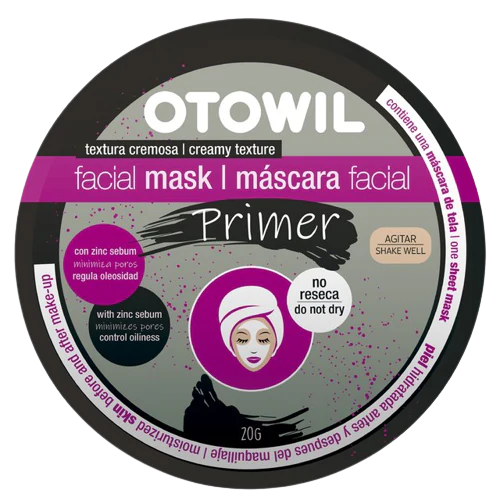 OTOWIL
textura cremosa | creamy texture
facial mask | máscara facial
Primer
AGITAR
SHAKE WELL
con zinc sebum
minimiza poros
regula oleosidad
with zinc sebum
minimizes pores
control oiliness
no
reseca
do not dry
20G
contiene una máscara de tela | one sheet mask
piel hidratada antes y despues del maquillaje | moisturized skin before and after make-up